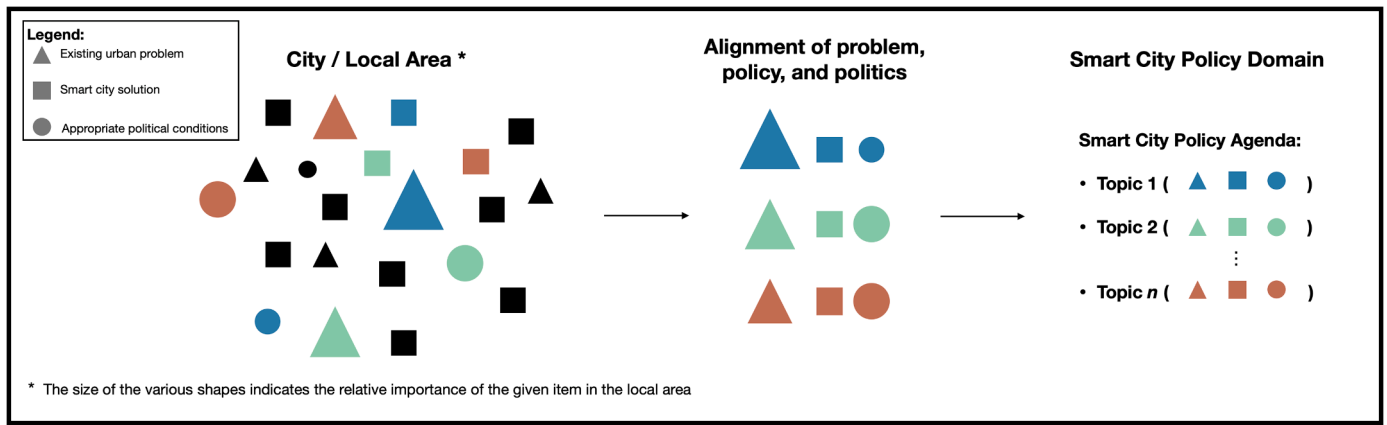 Legend:
Existing urban problem
Smart city solution
Appropriate political conditions
City / Local Area *
Alignment of problem,
policy, and politics
Smart City Policy Domain
Smart City Policy Agenda:
• Topic 1 ( )
• Topic 2 ( )
⋮
• Topic n ( )
* The size of the various shapes indicates the relative importance of the given item in the local area